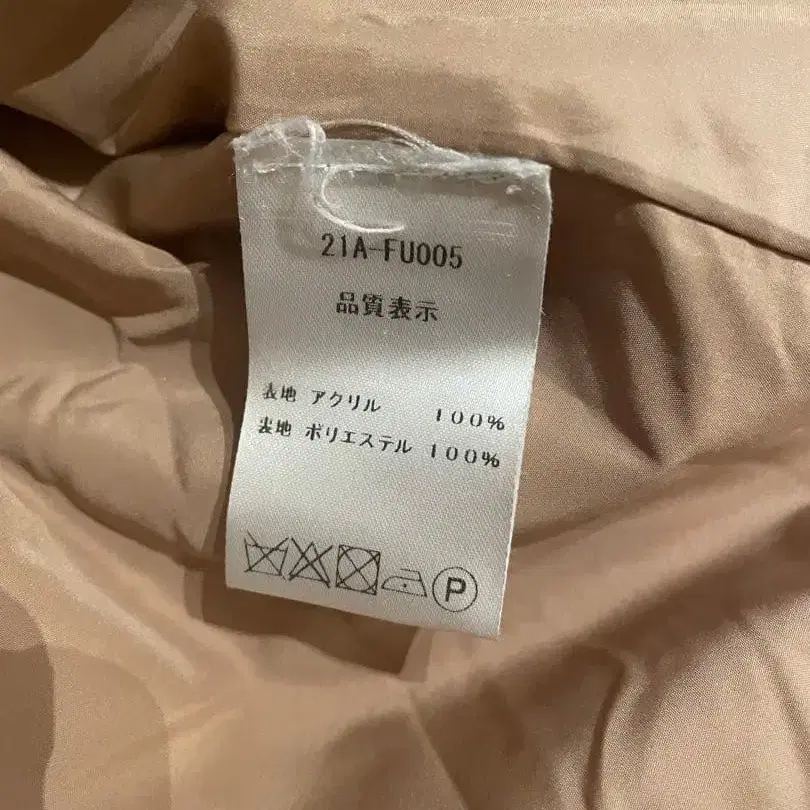 21A-FU005
品質表示
表地 アクリル 100%
裏地 ポリエステル 100%
P